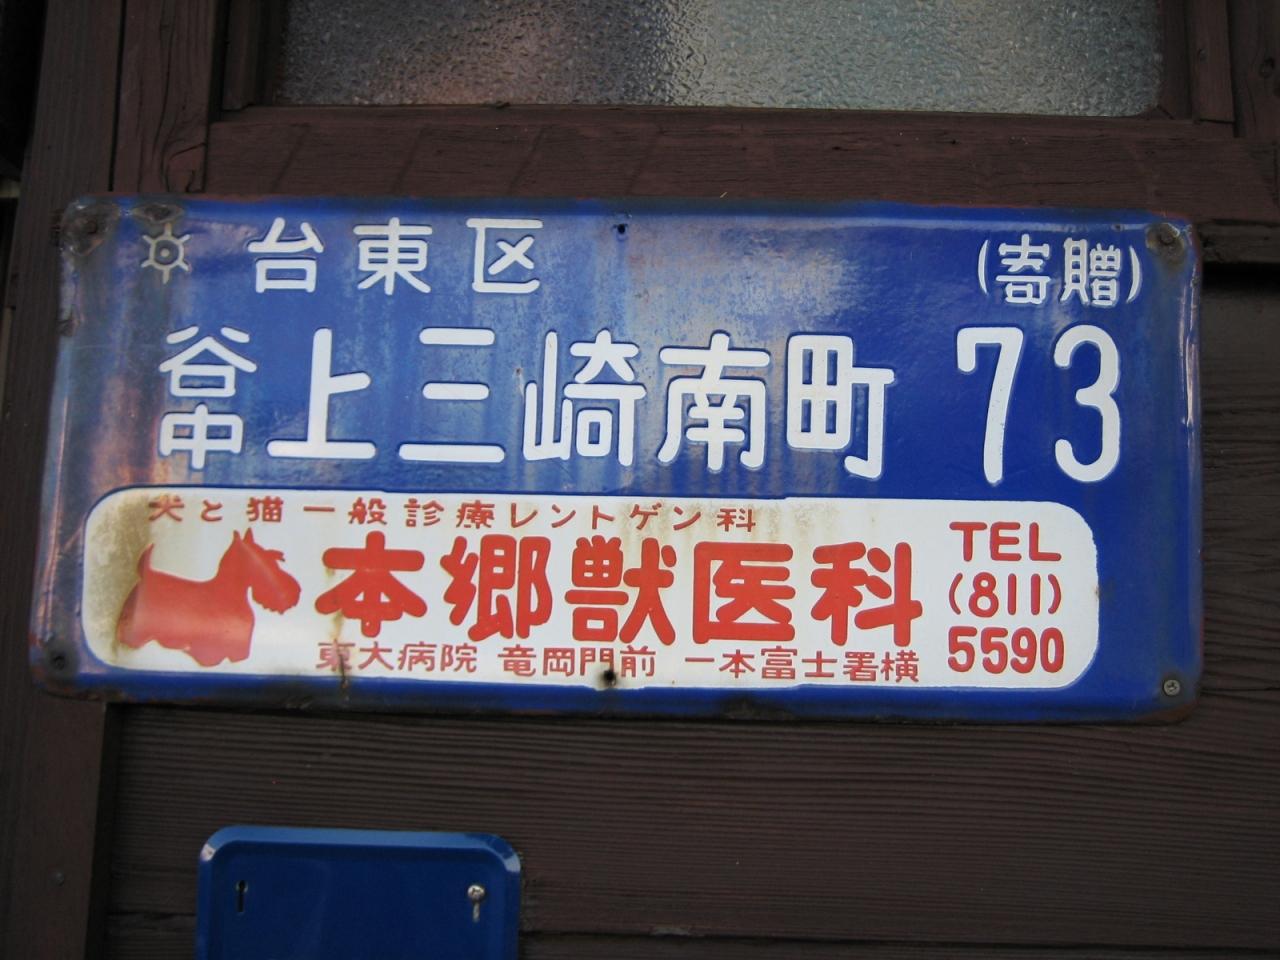 台東区
(寄贈)
谷中上三崎南町 73
犬と猫一般診療レントゲン科
本郷獣医科
東大病院 竜岡門前 一本富士署横
TEL
(811)
5590